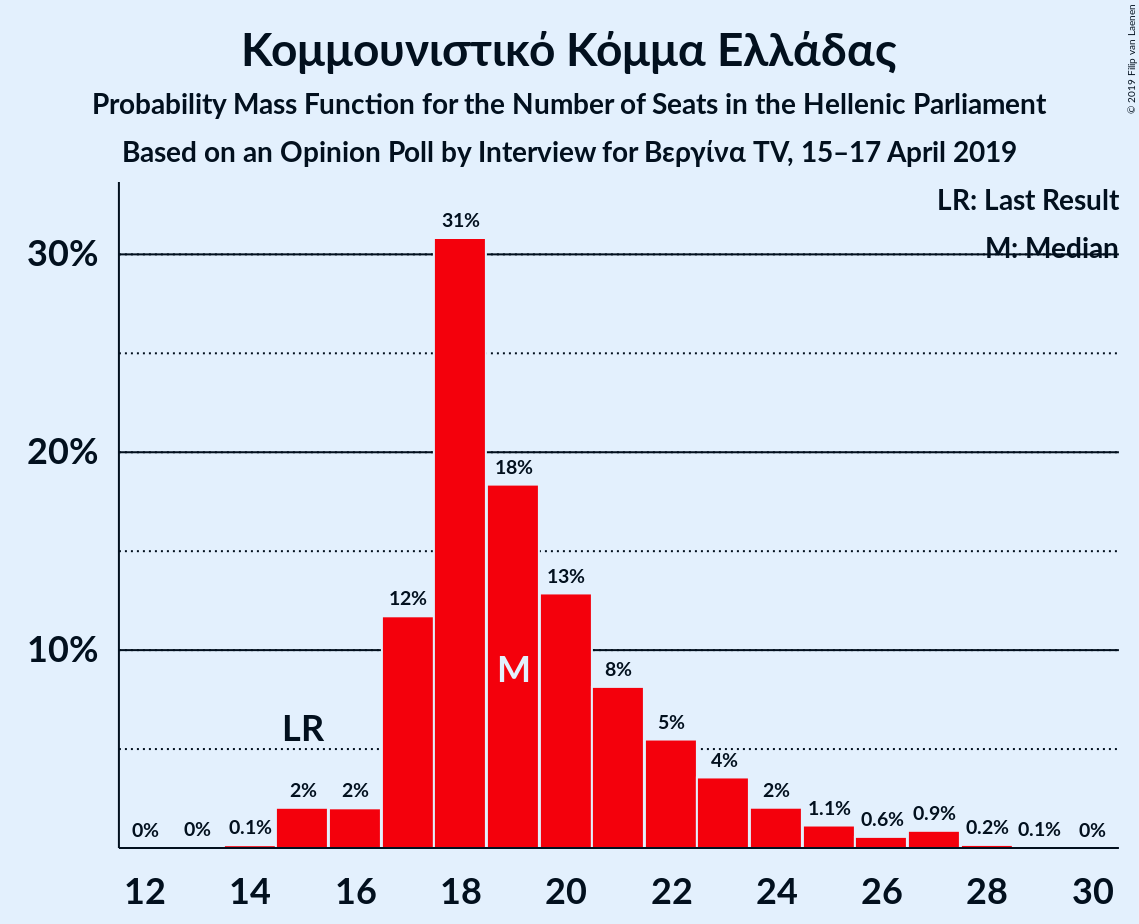 Κομμουνιστικό Κόμμα Ελλάδας
Probability Mass Function for the Number of Seats in the Hellenic Parliament
Based on an Opinion Poll by Interview for Βεργίνα TV, 15–17 April 2019
© 2019 Filip van Laenen
LR: Last Result
M: Median
30%
20%
10%
0%
0%
0.1%
2%
2%
12%
31%
18%
13%
8%
5%
4%
2%
1.1%
0.6%
0.9%
0.2%
0.1%
0%
LR
M
12 14 16 18 20 22 24 26 28 30